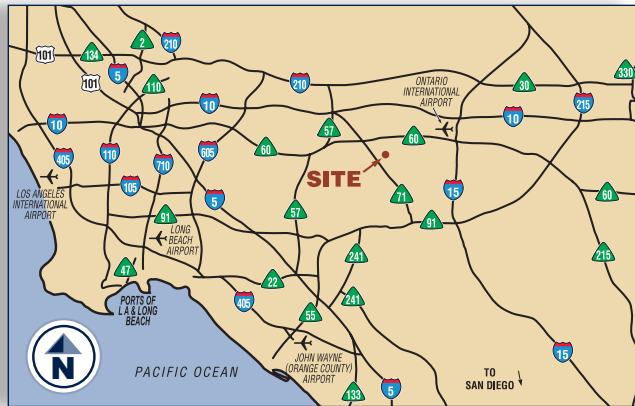 101
134
2
210
5
101
110
210
10
10
405
110
710
605
105
60
57
60
ONTARIO
INTERNATIONAL
AIRPORT
30
330
215
10
SITE
LOS ANGELES
INTERNATIONAL
AIRPORT
91
LONG
BEACH
AIRPORT
5
57
71
91
15
60
215
47
PORTS OF
LA & LONG
BEACH
22
405
55
241
241
JOHN WAYNE
(ORANGE COUNTY)
AIRPORT
133
5
15
TO
SAN DIEGO
N
PACIFIC OCEAN